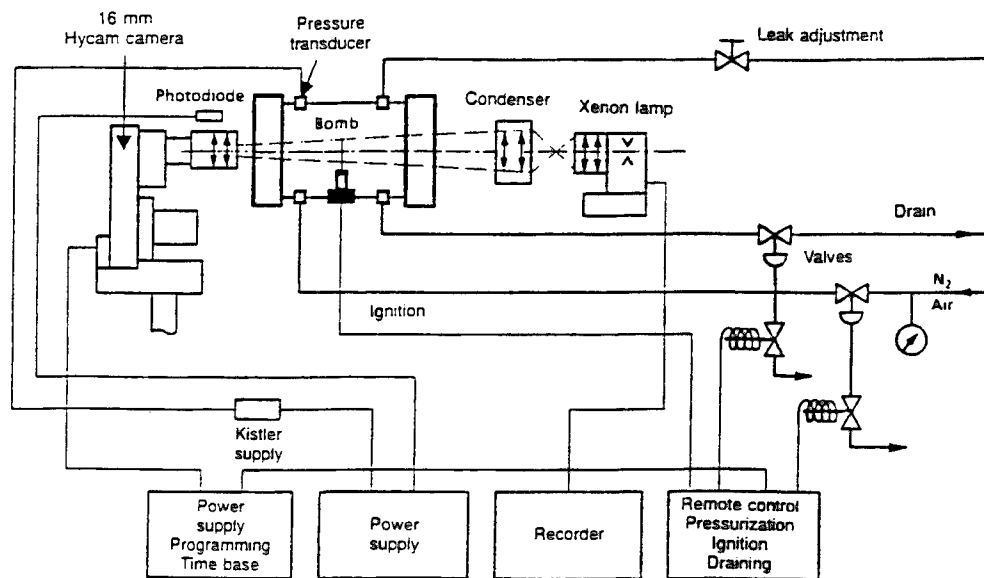 16 mm
Hycam camera
Pressure
transducer
Leak adjustment
Photodiode
Bomb
Condenser
Xenon lamp
Drain
Valves
N₂
Air
Ignition
Kistler
supply
Power
supply
Programming
Time base
Power
supply
Recorder
Remote control
Pressurization
Ignition
Draining